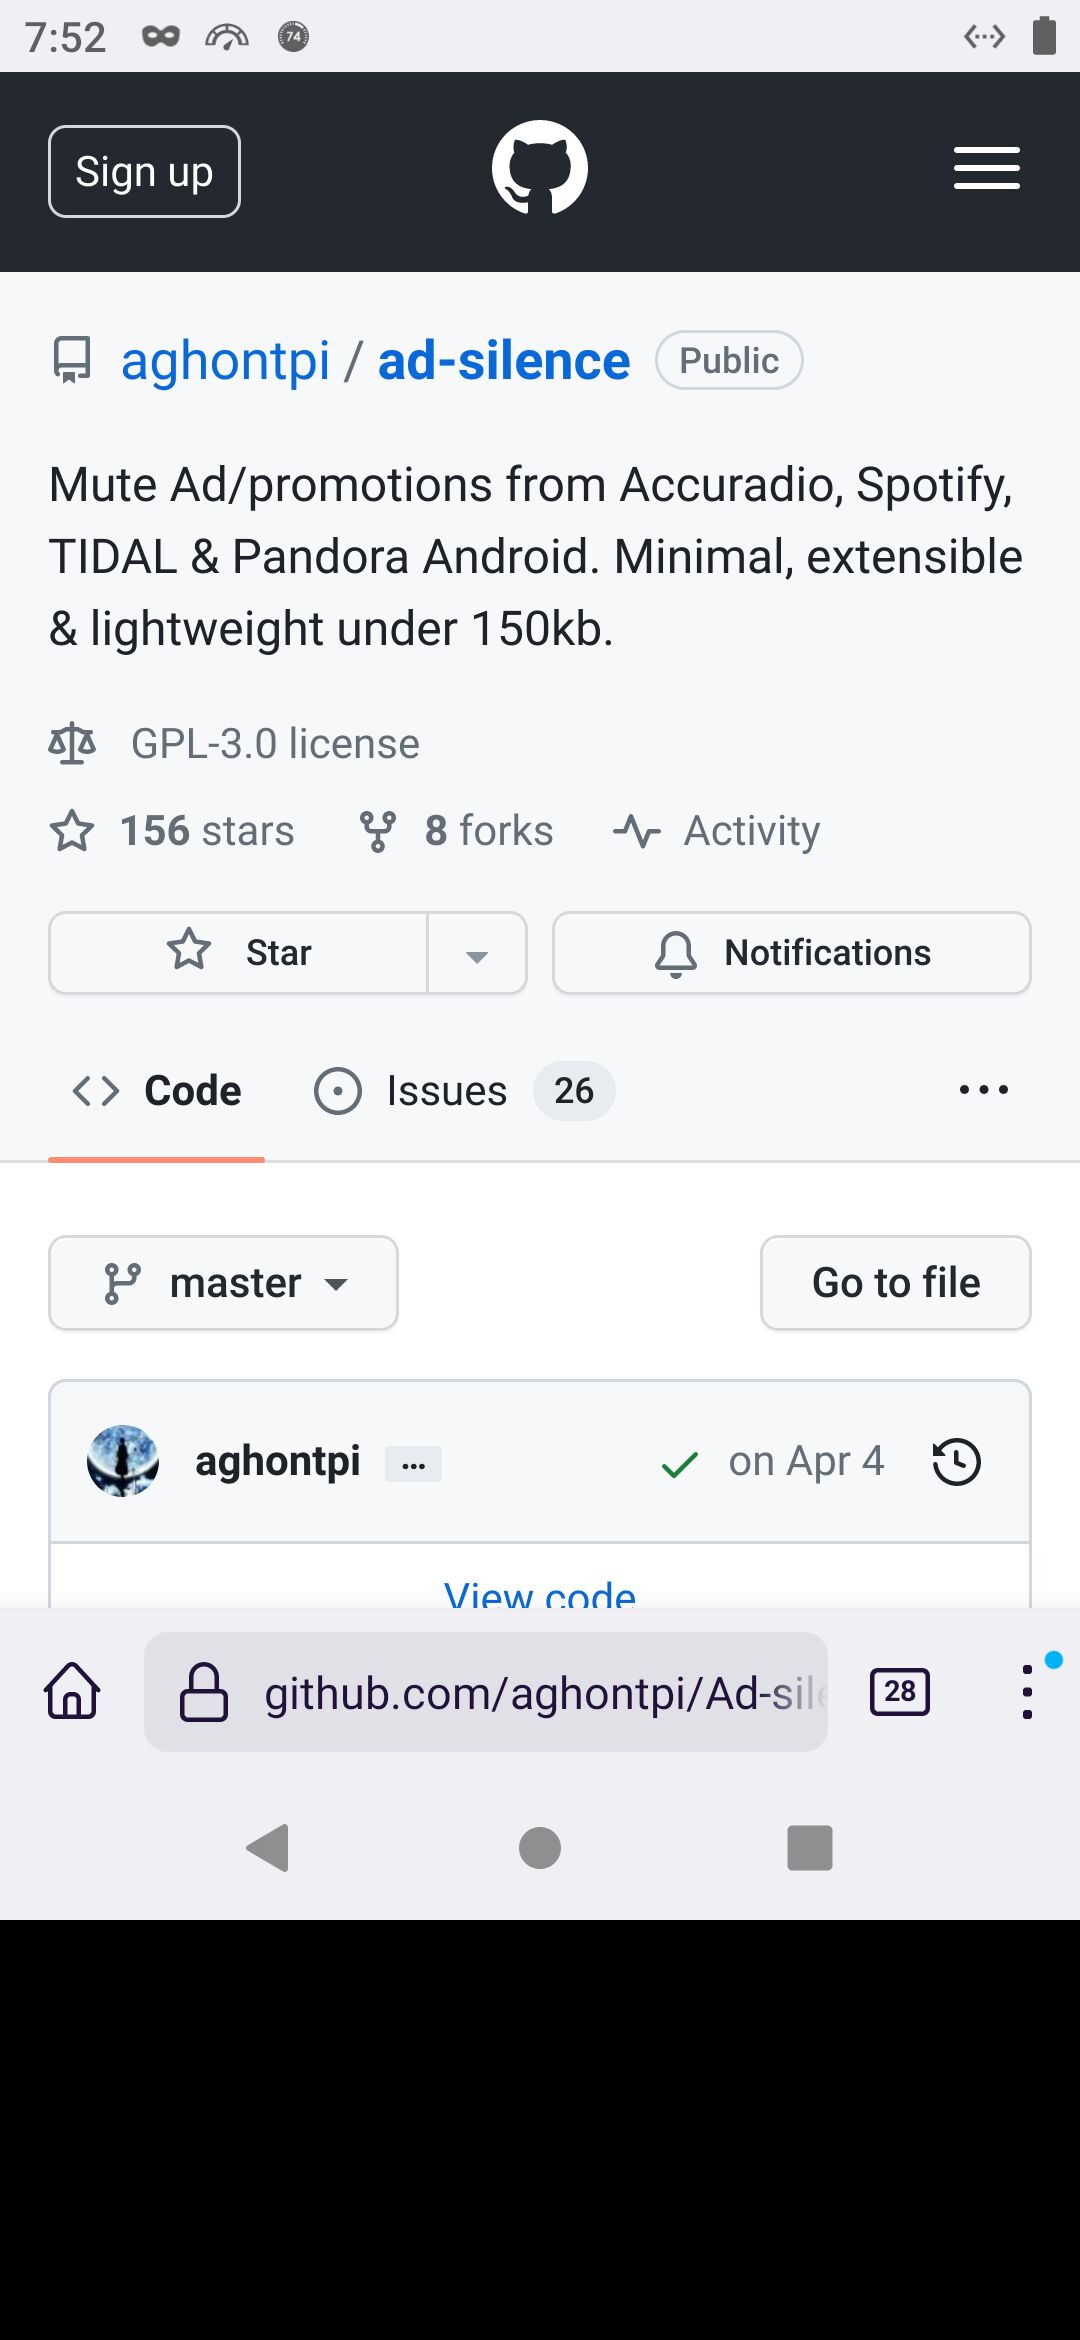 7:52 74
Sign up
aghontpi / ad-silence Public
Mute Ad/promotions from Accuradio, Spotify,
TIDAL & Pandora Android. Minimal, extensible
& lightweight under 150kb.
GPL-3.0 license
156 stars 8 forks Activity
Star Notifications
Code Issues 26 ...
master Go to file
aghontpi ... on Apr 4
View code
github.com/aghontpi/Ad-sile 28